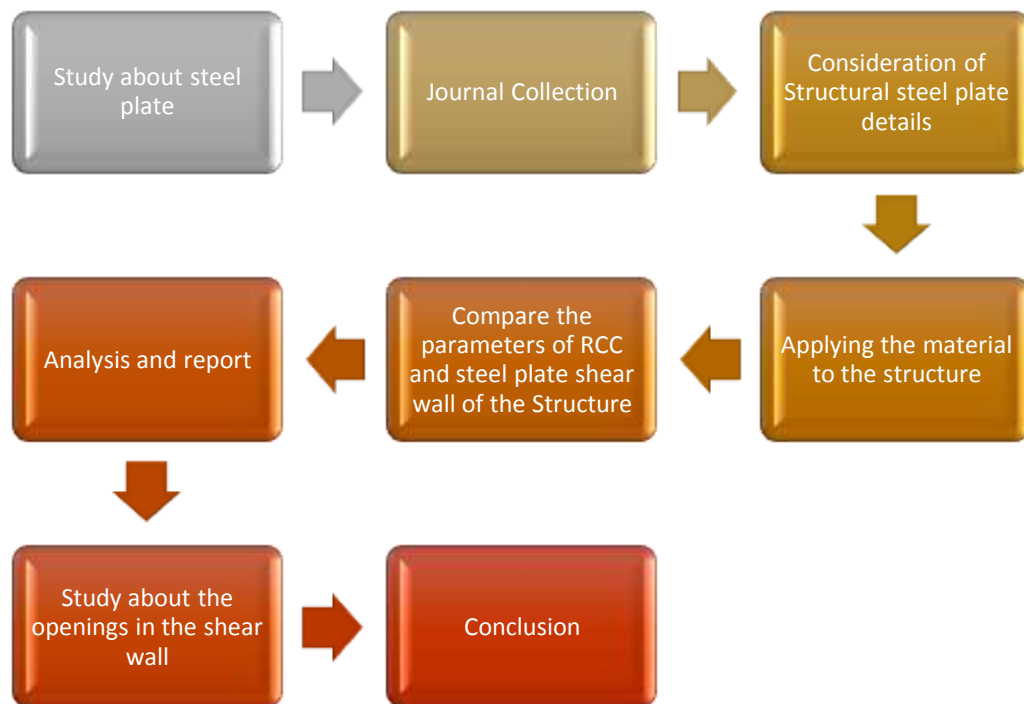 Study about steel
plate
Journal Collection
Consideration of
Structural steel plate
details
Applying the material
to the structure
Compare the
parameters of RCC
and steel plate shear
wall of the Structure
Analysis and report
Study about the
openings in the shear
wall
Conclusion